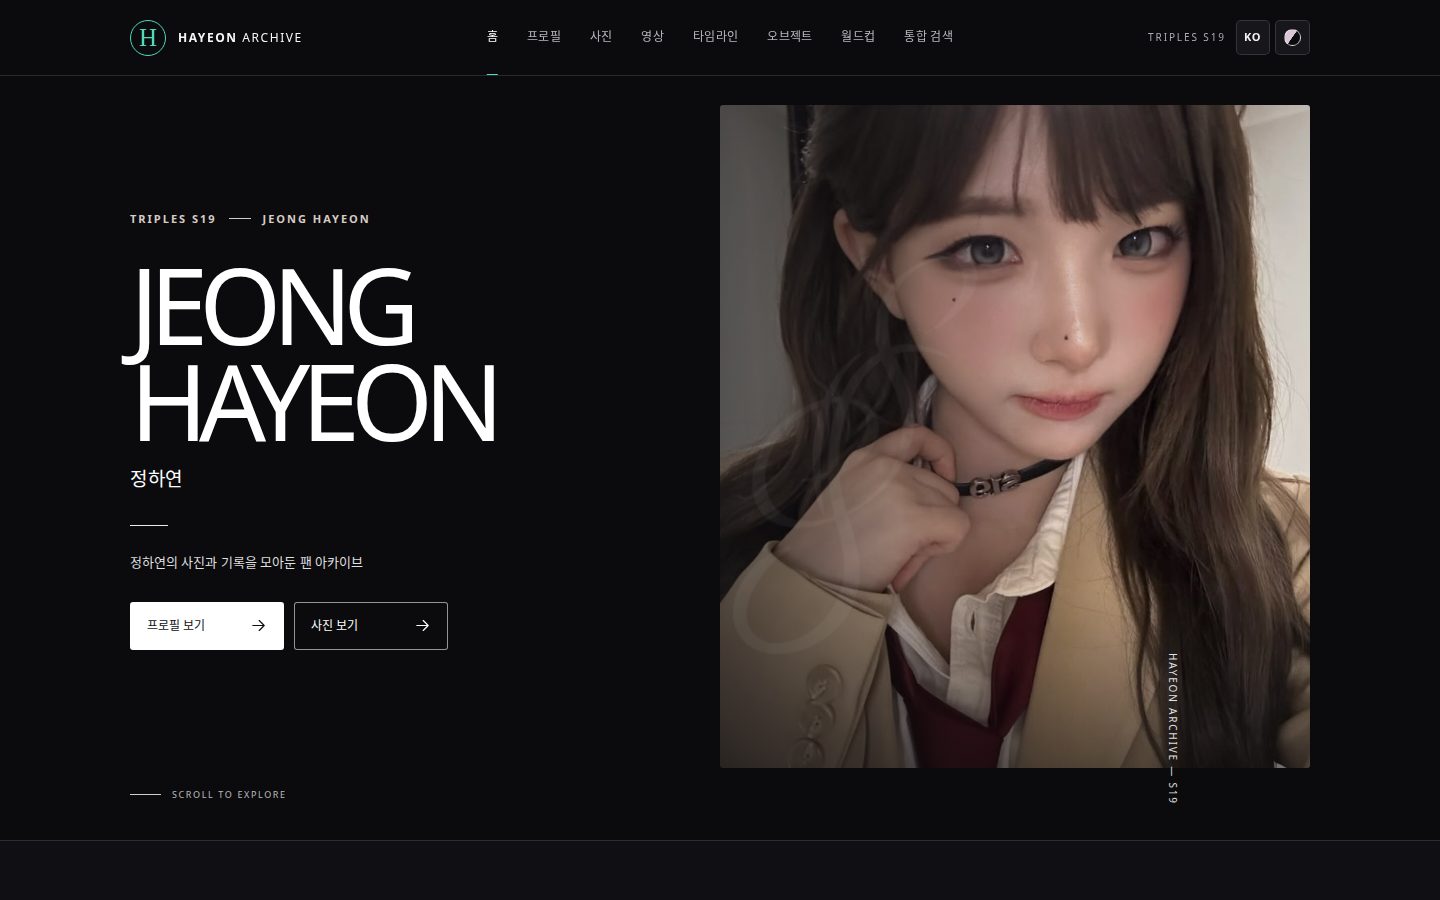 H HAYEON ARCHIVE
홈 프로필 사진 영상 타임라인 오브젝트 월드컵 통합 검색
TRIPLES S19 KO
TRIPLES S19 — JEONG HAYEON
JEONG
HAYEON
정하연
정하연의 사진과 기록을 모아둔 팬 아카이브
프로필 보기 →
사진 보기 →
SCROLL TO EXPLORE
HAYEON ARCHIVE — S19